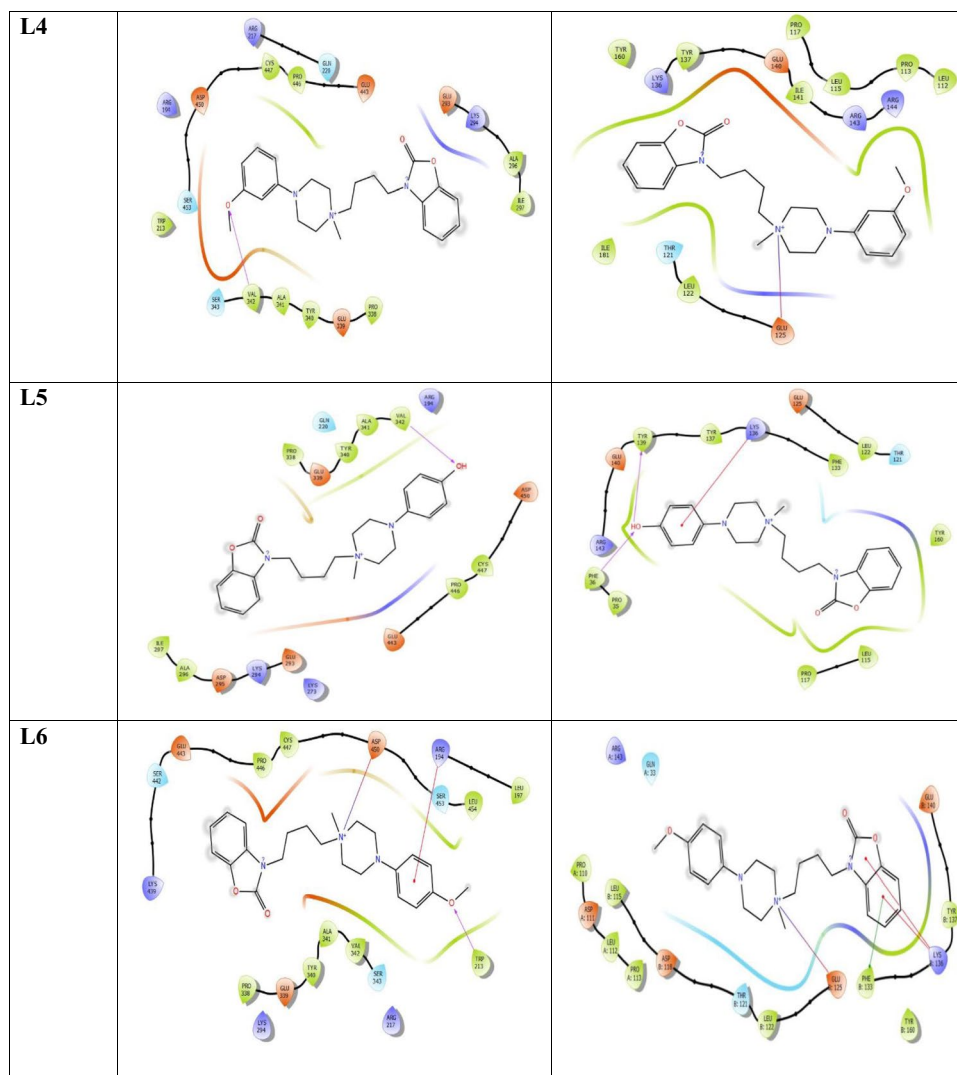 L4
ARG
217
GLN
228
CYS
447
PRO
446
GLU
443
ASP
450
ARG
194
GLU
293
LYS
294
ALA
296
ILE
297
SER
453
TRP
213
SER
343
VAL
342
ALA
341
TYR
340
GLU
339
PRO
338
O
N
N+
O
O
N
PRO
117
TYR
160
TYR
137
LYS
136
GLU
140
ILE
141
LEU
115
PRO
113
LEU
112
ARG
143
ARG
144
O
O
N
O
N+
N
ILE
181
THR
121
LEU
122
GLU
125
L5
ARG
194
GLN
228
ALA
341
VAL
342
TYR
340
PRO
338
GLU
339
OH
ASP
450
O
O
N
N+
N
CYS
447
PRO
446
GLU
443
ILE
297
ALA
296
ASP
295
LYS
294
GLU
293
LYS
273
GLU
125
TYR
139
TYR
137
LYS
136
LEU
122
THR
121
GLU
140
PHE
133
HO
N
N+
N
O
O
ARG
143
TYR
160
PHE
36
PRO
35
LEU
115
PRO
117
L6
GLU
443
CYS
447
ASP
450
ARG
194
SER
442
PRO
446
SER
453
LEU
454
LEU
197
N
O
O
N+
N
O
LYS
439
ALA
341
VAL
342
TYR
340
SER
343
TRP
213
PRO
338
GLU
339
LYS
294
ARG
217
ARG
A:143
GLN
A:33
GLU
B:140
O
O
N
O
N
N+
PRO
A:110
LEU
B:115
ASP
A:111
LEU
A:112
PRO
A:113
ASP
B:118
THR
B:121
LEU
B:122
GLU
PHE
B:133
LYS
TYR
B:137
TYR
B:160